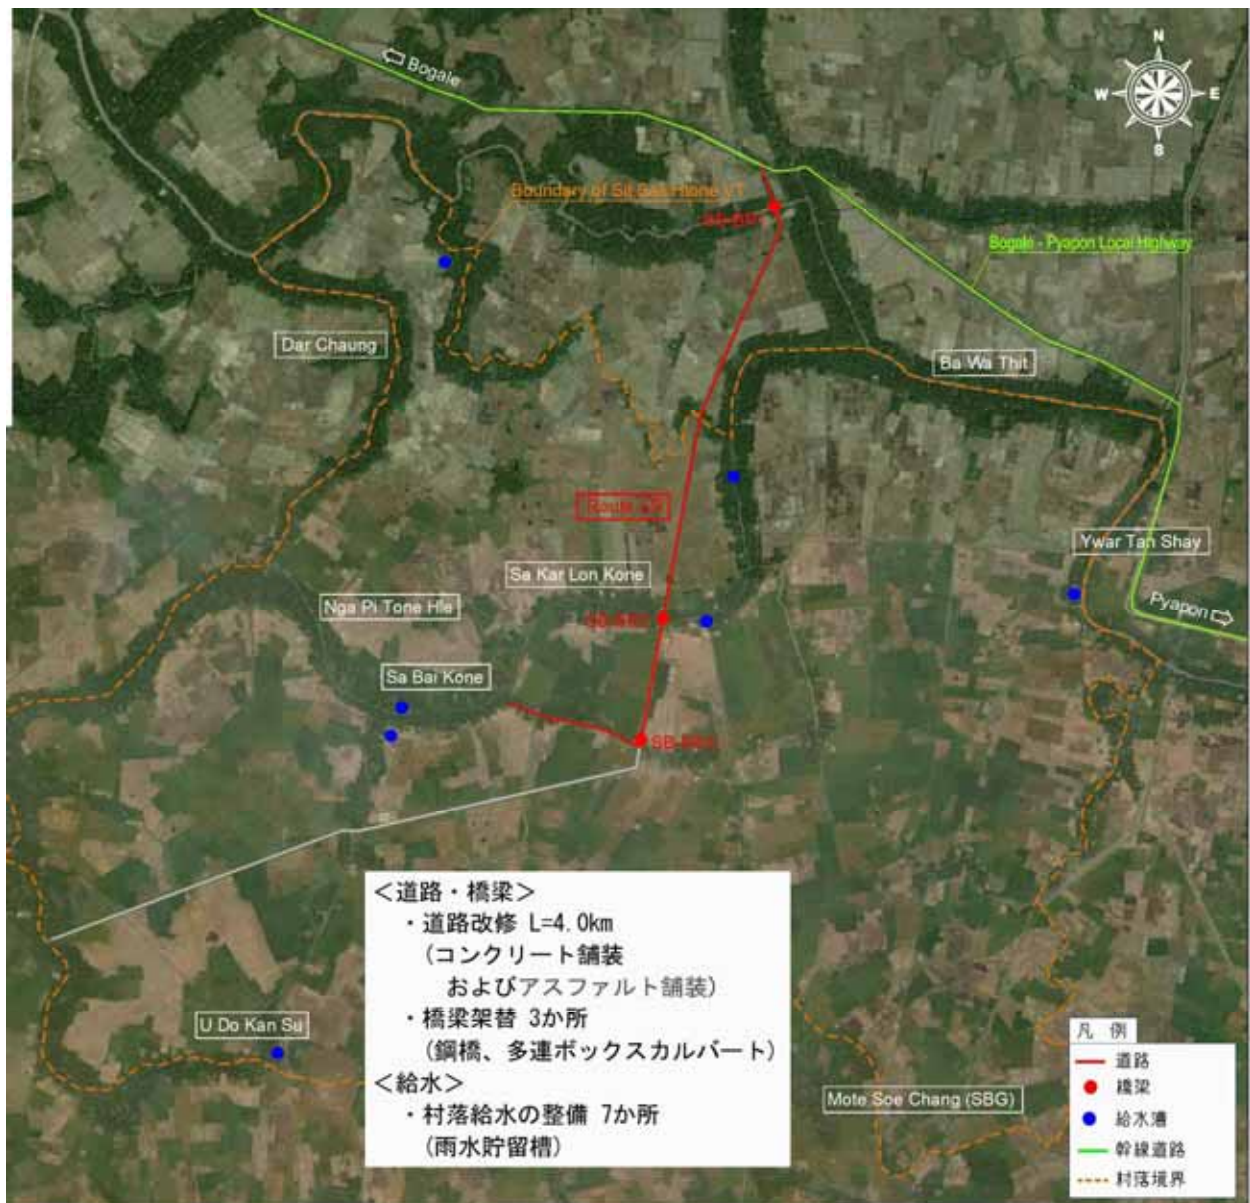 N
W
E
S
Bogale
Boundary of Sit Sal Htone VT
Bogale - Pyapon Local Highway
Dar Chaung
Ba Wa Thit
Ywar Tan Shay
Sa Kar Lon Kone
Pyapon
Nga Pi Tone Hle
Sa Bai Kone
U Do Kan Su
Mote Soe Chang (SBG)
<道路・橋梁>
・道路改修 L=4.0km
(コンクリート舗装
およびアスファルト舗装)
・橋梁架替 3か所
(鋼橋、多連ボックスカルバート)
<給水>
・村落給水の整備 7か所
(雨水貯留槽)
凡 例
道路
橋梁
給水漕
幹線道路
村落境界